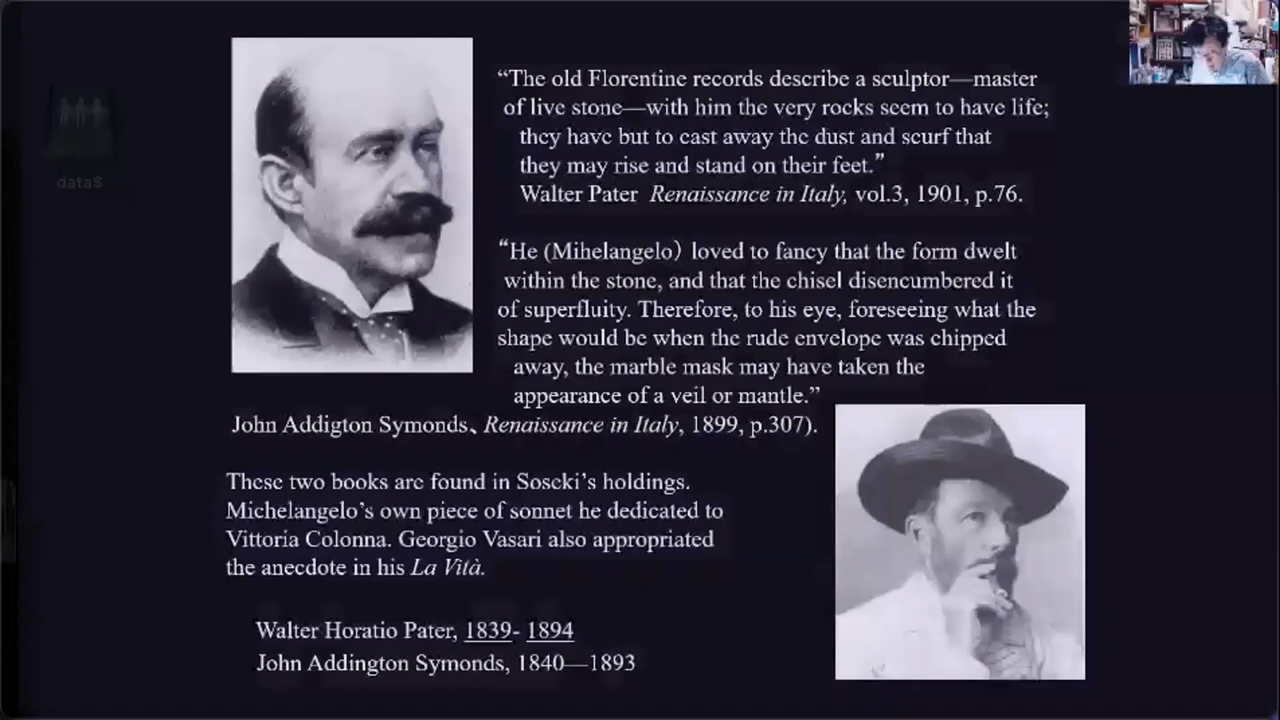 data$
“The old Florentine records describe a sculptor—master
of live stone—with him the very rocks seem to have life;
they have but to cast away the dust and scurf that
they may rise and stand on their feet.”
Walter Pater Renaissance in Italy, vol.3, 1901, p.76.
“He (Mihelangelo) loved to fancy that the form dwelt
within the stone, and that the chisel disencumbered it
of superfluity. Therefore, to his eye, foreseeing what the
shape would be when the rude envelope was chipped
away, the marble mask may have taken the
appearance of a veil or mantle.”
John Addigton Symonds、Renaissance in Italy, 1899, p.307).
These two books are found in Soseki’s holdings.
Michelangelo’s own piece of sonnet he dedicated to
Vittoria Colonna. Georgio Vasari also appropriated
the anecdote in his La Vità.
Walter Horatio Pater, 1839- 1894
John Addington Symonds, 1840—1893